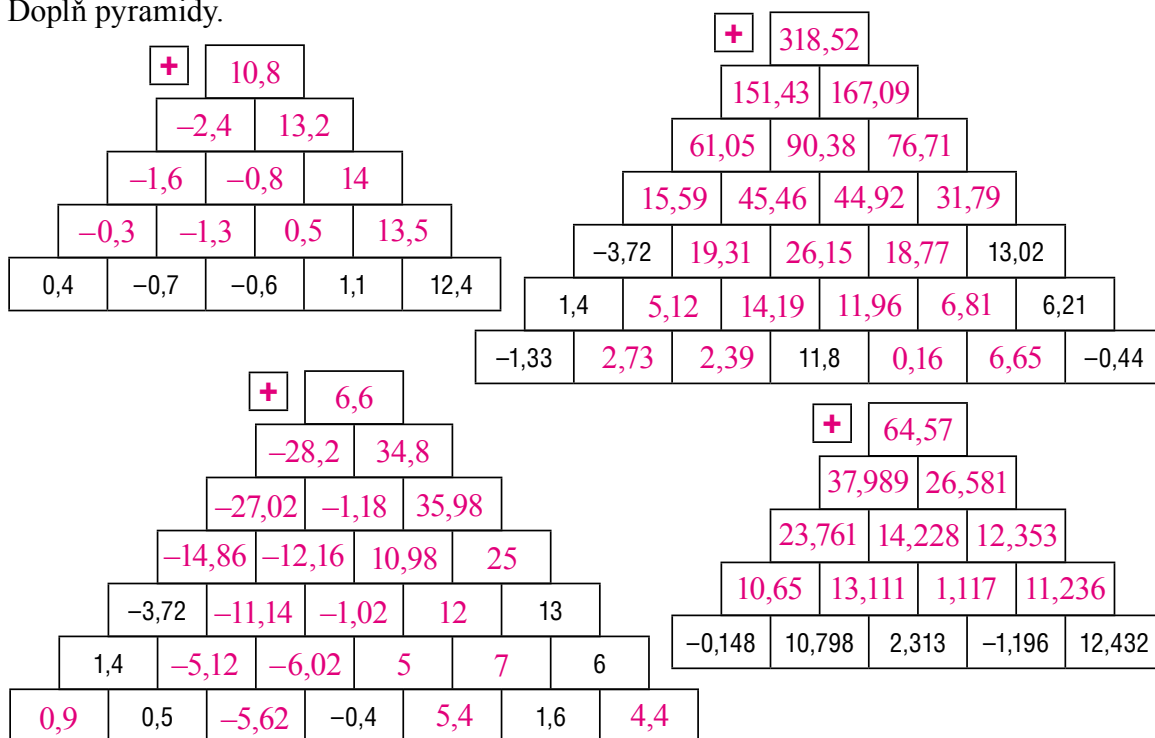 Doplň pyramidy.
+ 10,8
–2,4 13,2
–1,6 –0,8 14
–0,3 –1,3 0,5 13,5
0,4 –0,7 –0,6 1,1 12,4
+ 318,52
151,43 167,09
61,05 90,38 76,71
15,59 45,46 44,92 31,79
–3,72 19,31 26,15 18,77 13,02
1,4 5,12 14,19 11,96 6,81 6,21
–1,33 2,73 2,39 11,8 0,16 6,65 –0,44
+ 6,6
–28,2 34,8
–27,02 –1,18 35,98
–14,86 –12,16 10,98 25
–3,72 –11,14 –1,02 12 13
1,4 –5,12 –6,02 5 7 6
0,9 0,5 –5,62 –0,4 5,4 1,6 4,4
+ 64,57
37,989 26,581
23,761 14,228 12,353
10,65 13,111 1,117 11,236
–0,148 10,798 2,313 –1,196 12,432